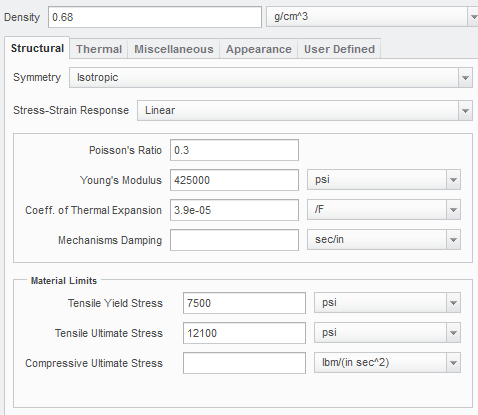 Density 0.68 g/cm^3
Structural Thermal Miscellaneous Appearance User Defined
Symmetry Isotropic
Stress-Strain Response Linear
Poisson's Ratio 0.3
Young's Modulus 425000 psi
Coeff. of Thermal Expansion 3.9e-05 /F
Mechanisms Damping sec/in
Material Limits
Tensile Yield Stress 7500 psi
Tensile Ultimate Stress 12100 psi
Compressive Ultimate Stress lbm/(in sec^2)